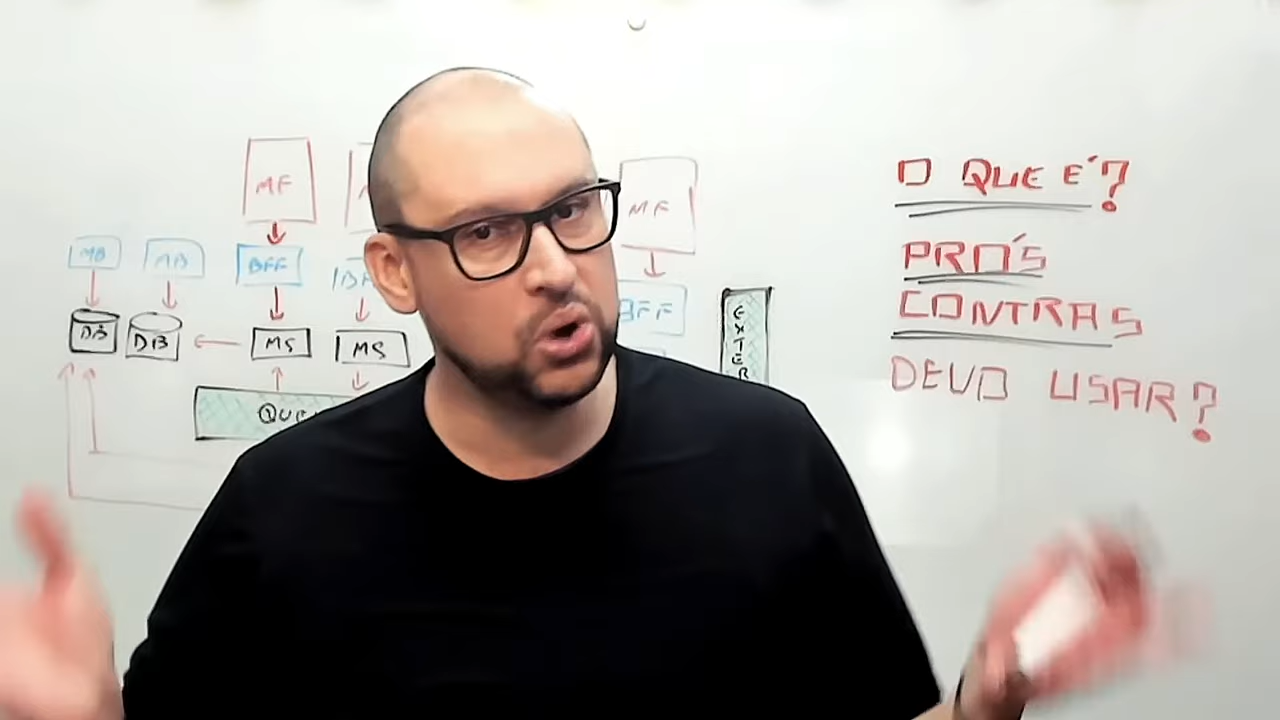 MF
MF
MB
MB
BFF
BFF
DB
DB
MS
MS
O QUE É?
PRÓS
CONTRAS
DEVO USAR?